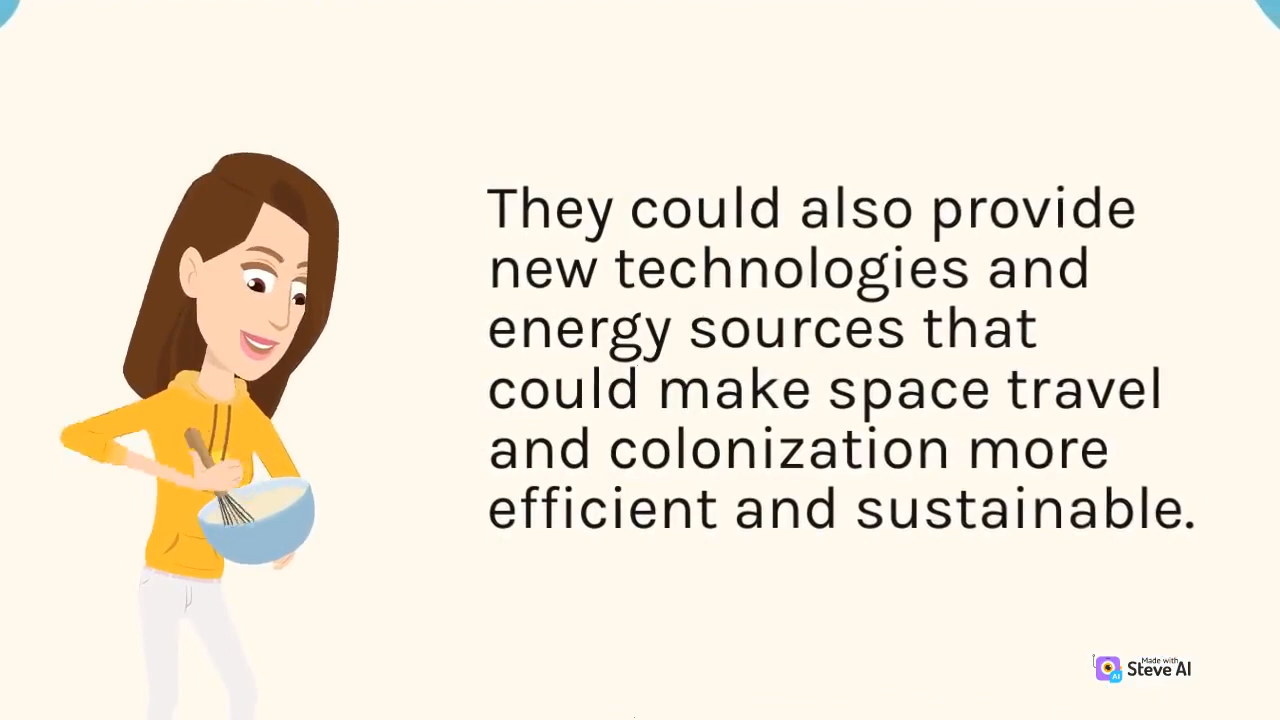 They could also provide
new technologies and
energy sources that
could make space travel
and colonization more
efficient and sustainable.
Made with
Steve AI
AI